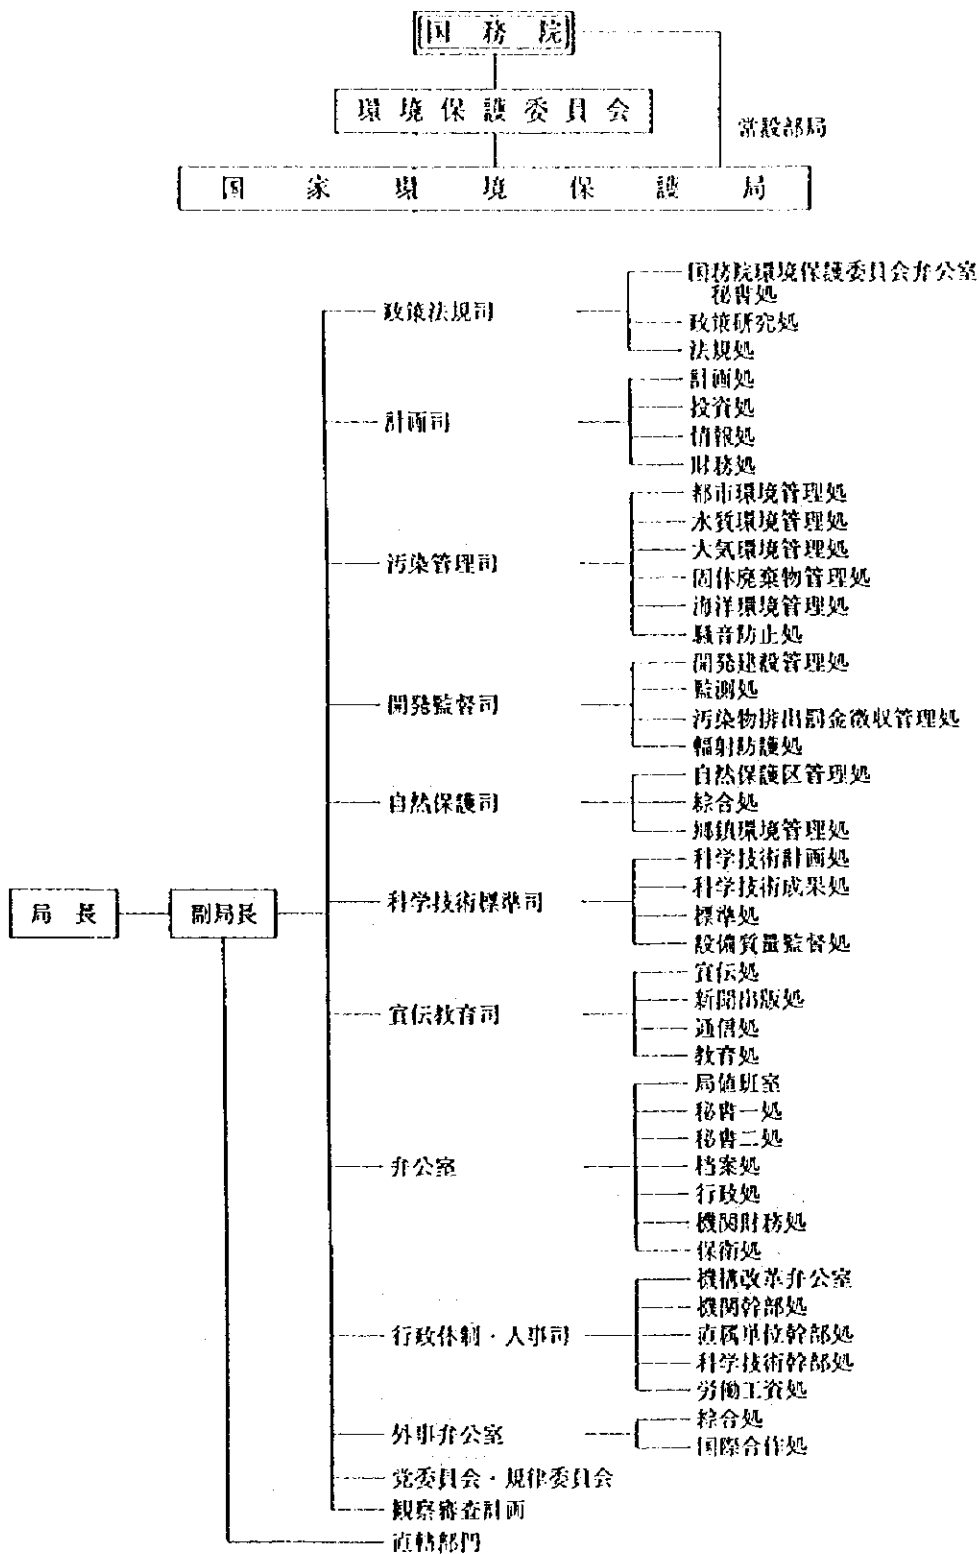 国務院
環境保護委員会
常設部局
国家環境保護局
国務院環境保護委員会弁公室
秘書処
政策法規司
政策研究処
法規処
計画処
投資処
計画司
情報処
財務処
都市環境管理処
水質環境管理処
大気環境管理処
汚染管理司
固体廃棄物管理処
海洋環境管理処
騒音防止処
開発建設管理処
監測処
開発監督司
汚染物排出罰金徴収管理処
輻射防護処
自然保護区管理処
自然保護司
綜合処
郷鎮環境管理処
科学技術計画処
科学技術成果処
局長
副局長
科学技術標準司
標準処
設備質量監督処
宣伝処
新聞出版処
宣伝教育司
通信処
教育処
局値班室
秘書一処
秘書二処
弁公室
档案処
行政処
機関財務処
保衛処
機構改革弁公室
機関幹部処
行政体制・人事司
直属単位幹部処
科学技術幹部処
労働工資処
綜合処
外事弁公室
国際合作処
党委員会・規律委員会
観察審査計画
直轄部門